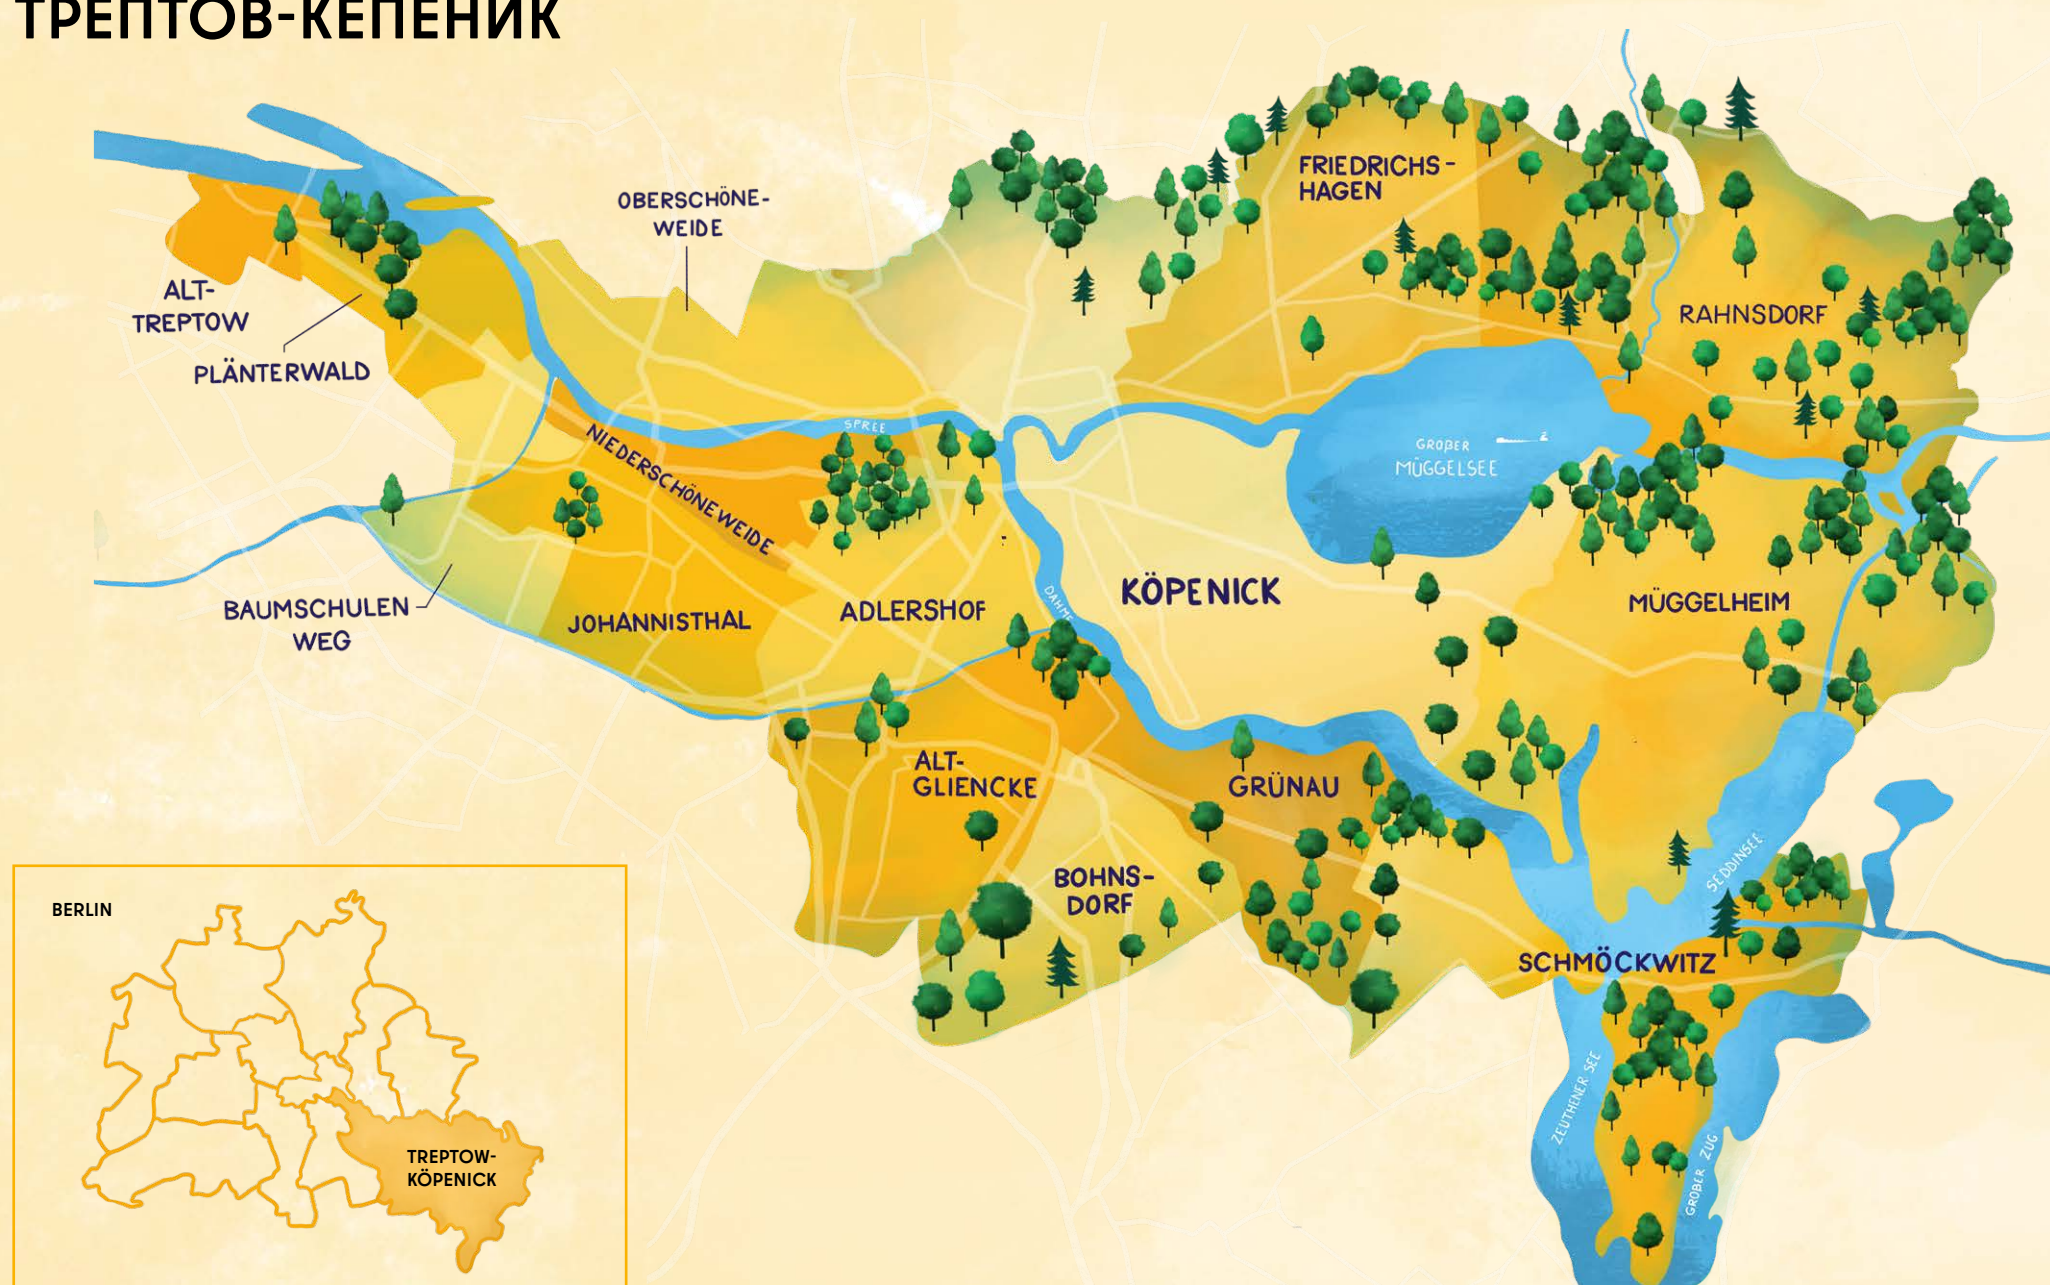 ТРЕПТОВ-КЕПЕНИК
OBERSCHÖNE-
WEIDE
FRIEDRICHS-
HAGEN
ALT-
TREPTOW
PLÄNTERWALD
RAHNSDORF
SPREE
NIEDERSCHÖNEWEIDE
GROßER
MÜGGELSEE
BAUMSCHULEN
WEG
JOHANNISTHAL
ADLERSHOF
DAHME
KÖPENICK
MÜGGELHEIM
ALT-
GLIENCKE
GRÜNAU
BOHNS-
DORF
SEDDINSEE
SCHMÖCKWITZ
ZEUTHENER SEE
GROßER ZUG
BERLIN
TREPTOW-
KÖPENICK